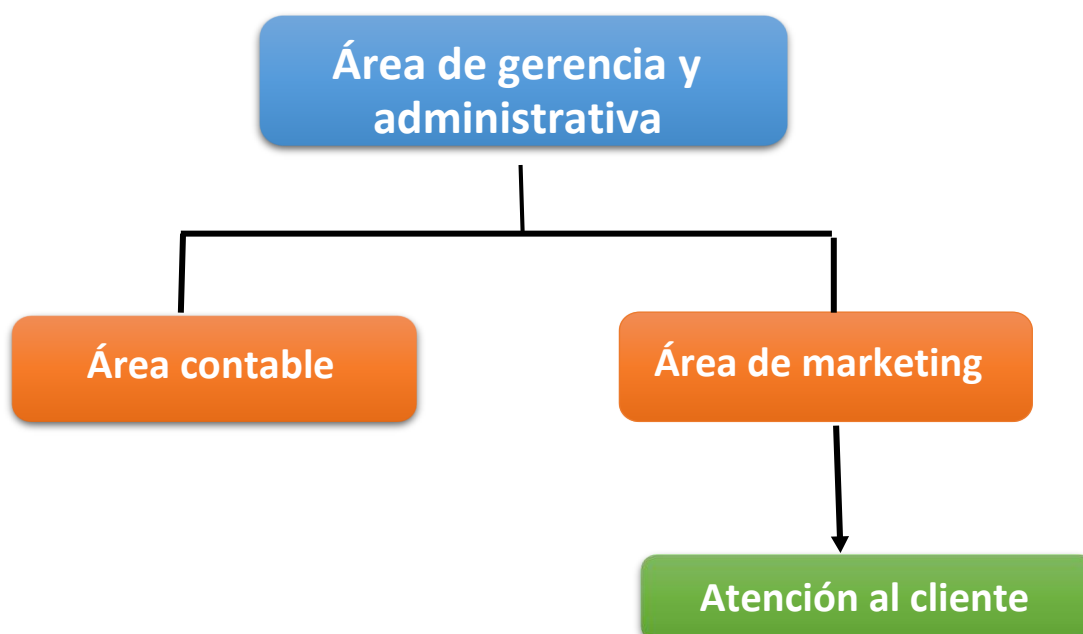 Área de gerencia y
administrativa
Área contable
Área de marketing
Atención al cliente